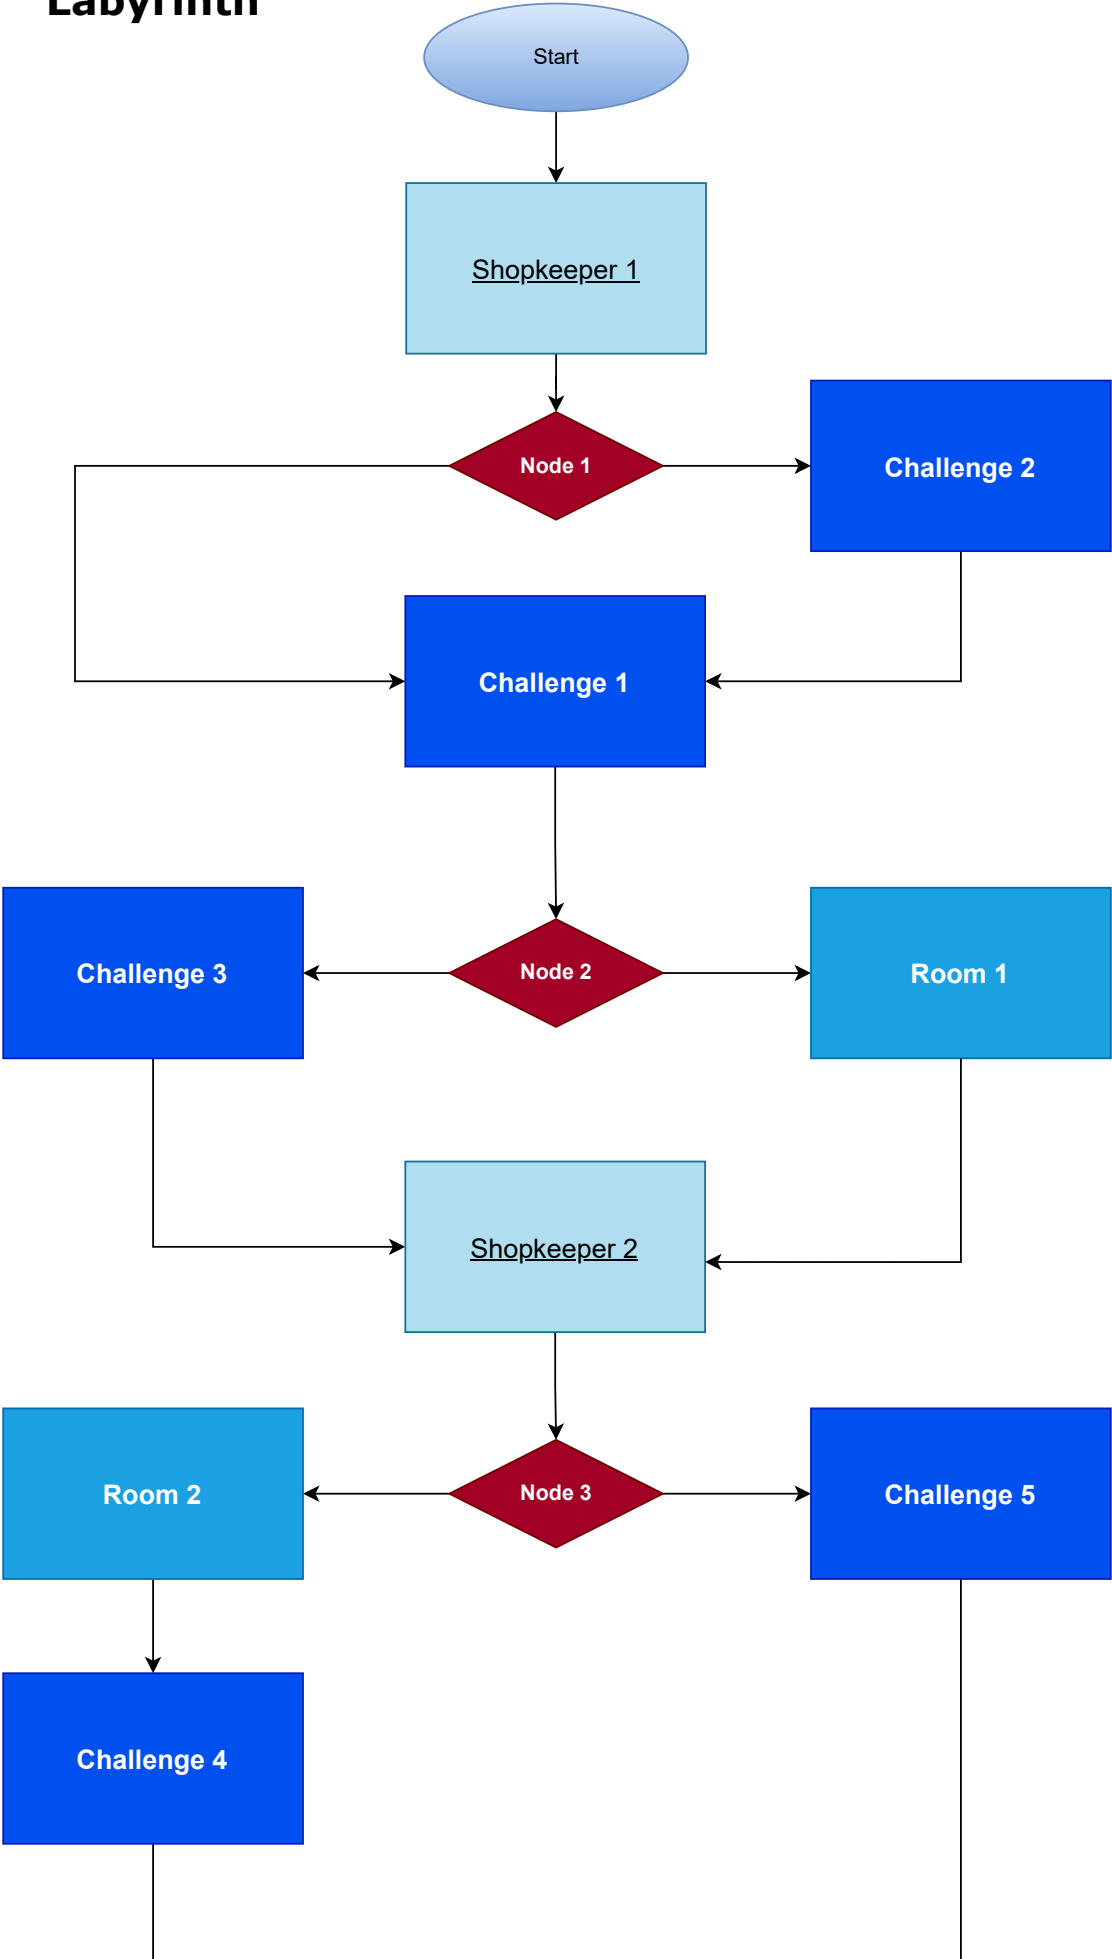 Labyrinth
Start
Shopkeeper 1
Node 1
Challenge 2
Challenge 1
Challenge 3
Node 2
Room 1
Shopkeeper 2
Room 2
Node 3
Challenge 5
Challenge 4